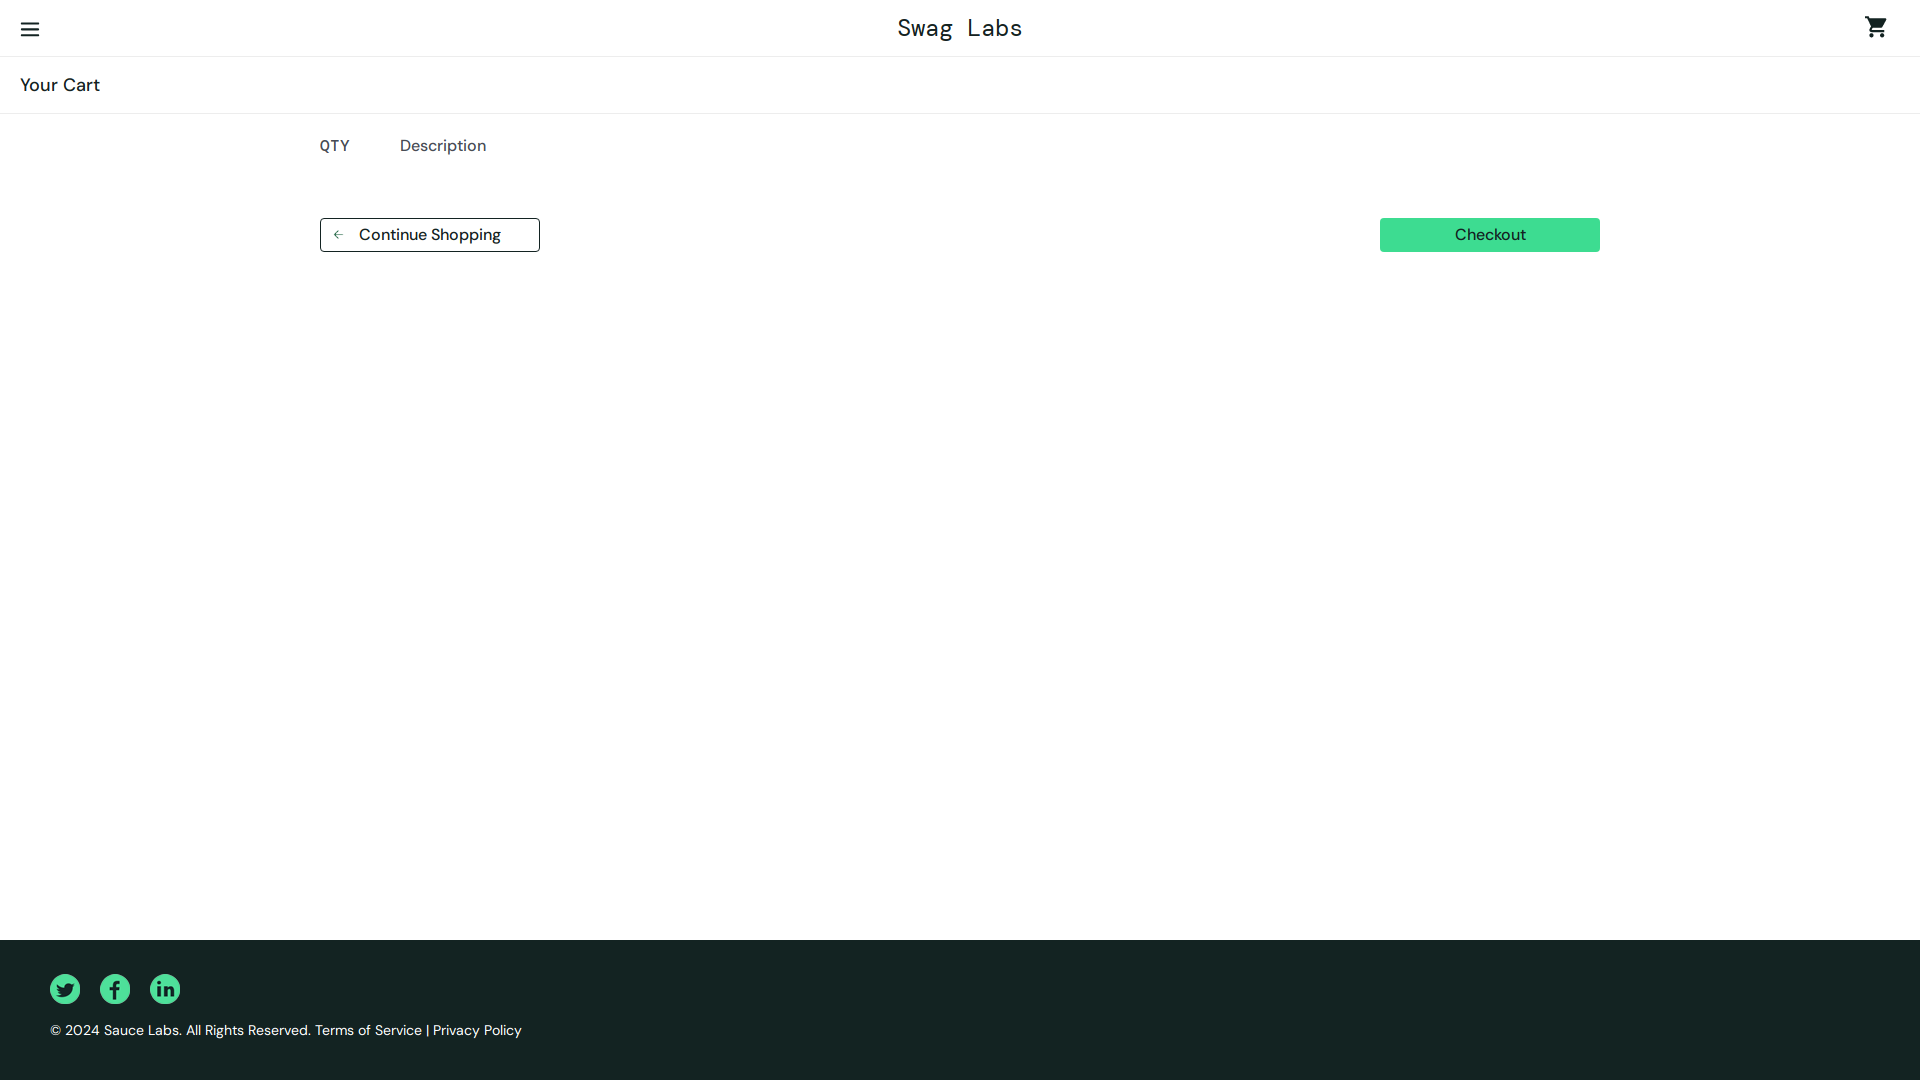 Swag Labs
Your Cart
QTY Description
Continue Shopping
Checkout
© 2024 Sauce Labs. All Rights Reserved. Terms of Service | Privacy Policy